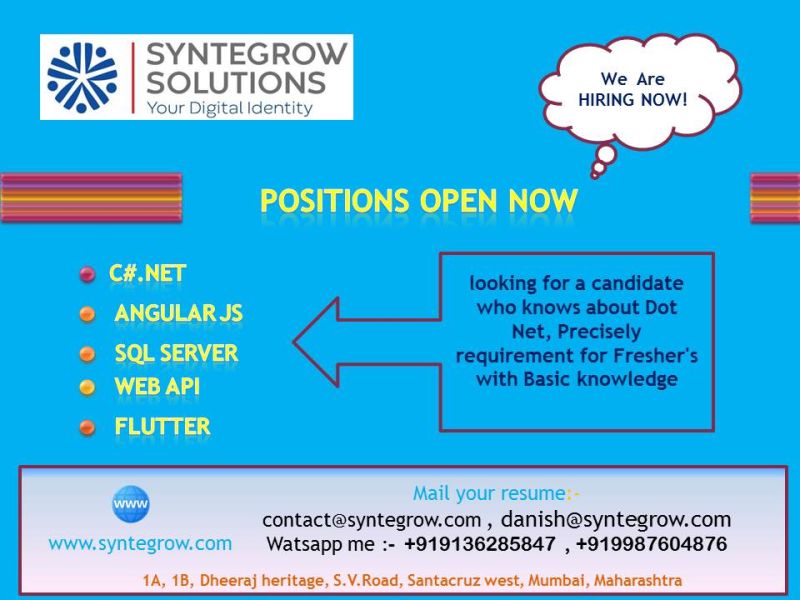 SYNTEGROW
SOLUTIONS
Your Digital Identity
We Are
HIRING NOW!
POSITIONS OPEN NOW
C#.NET
ANGULAR JS
SQL SERVER
WEB API
FLUTTER
looking for a candidate
who knows about Dot
Net, Precisely
requirement for Fresher's
with Basic knowledge
www
www.syntegrow.com
Mail your resume:-
contact@syntegrow.com , danish@syntegrow.com
Watsapp me :- +919136285847 , +919987604876
1A, 1B, Dheeraj heritage, S.V.Road, Santacruz west, Mumbai, Maharashtra